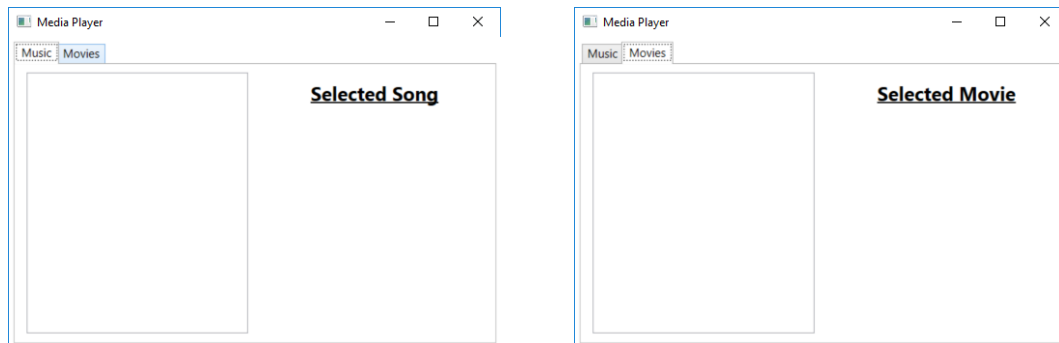 Media Player
Music Movies
Selected Song
Media Player
Music Movies
Selected Movie